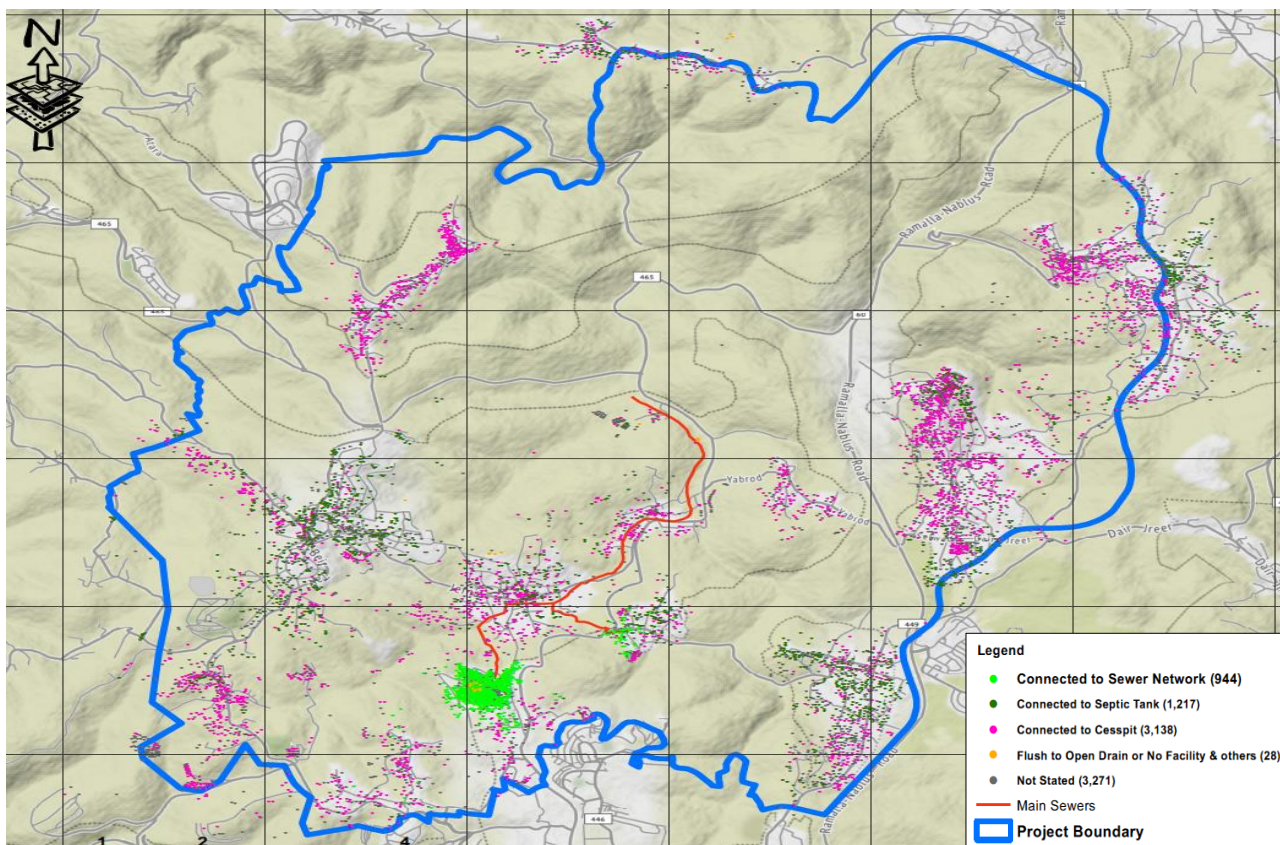 N
Arara
465
465
465
Ramalla Nablus Road
60
Ramalla Nablus Road
Yabrod
Yabrod
Dair Jreer
449
446
Ramalla Nablus Road
1
2
4
Legend
Connected to Sewer Network (944)
Connected to Septic Tank (1,217)
Connected to Cesspit (3,138)
Flush to Open Drain or No Facility & others (28)
Not Stated (3,271)
Main Sewers
Project Boundary